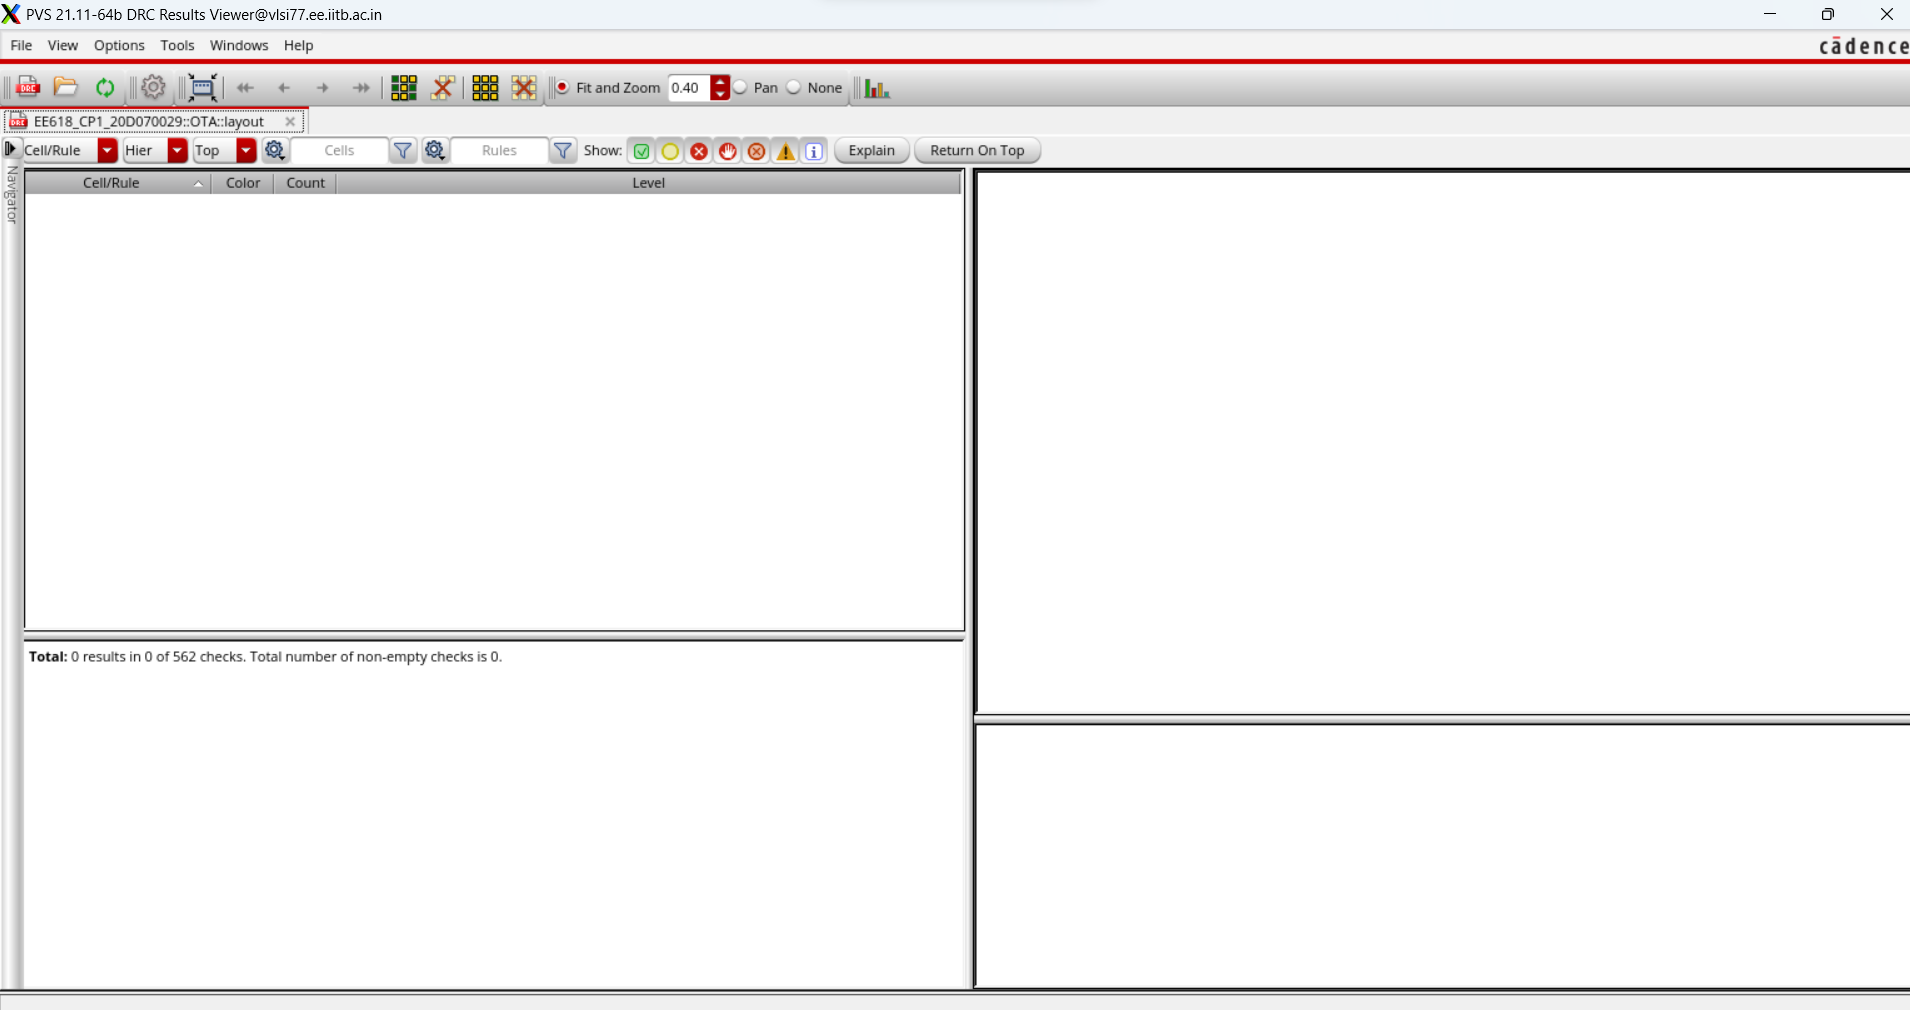 PVS 21.11-64b DRC Results Viewer@vlsi77.ee.iitb.ac.in
File View Options Tools Windows Help
cādence
DRC Fit and Zoom 0.40 Pan None
DRC EE618_CP1_20D070029::OTA::layout
Cell/Rule Hier Top Cells Rules Show: Explain Return On Top
Navigator
Cell/Rule Color Count Level
Total: 0 results in 0 of 562 checks. Total number of non-empty checks is 0.